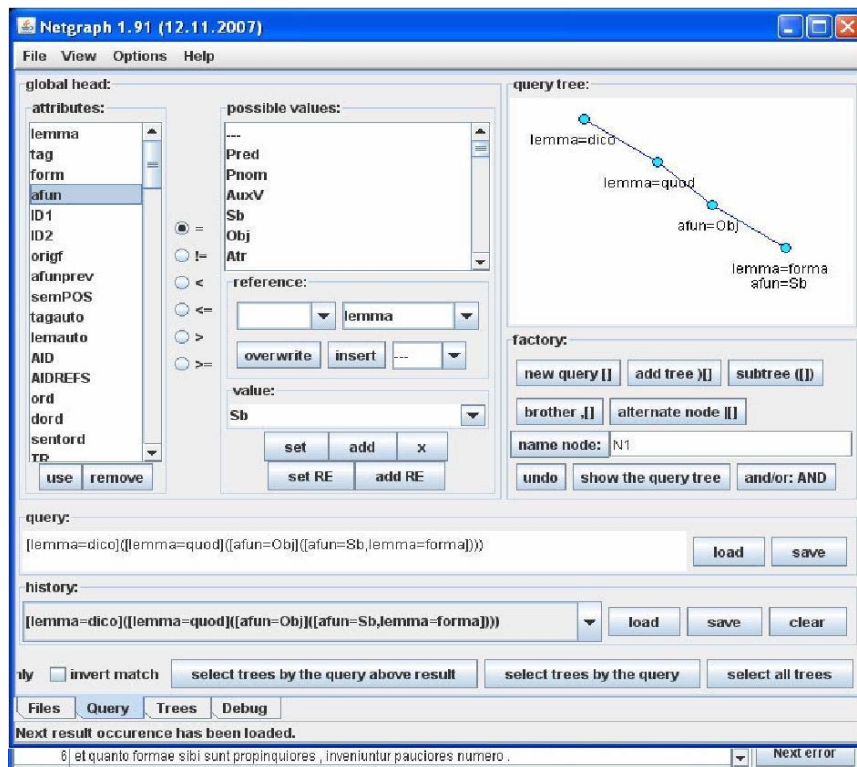 Netgraph 1.91 (12.11.2007)
File View Options Help
global head:
attributes:
lemma
tag
form
afun
ID1
ID2
origf
afunprev
semPOS
tagauto
lemauto
AID
AIDREFS
ord
dord
sentord
TR
use remove
=
!=
<
<=
>
>=
possible values:
---
Pred
Pnom
AuxV
Sb
Obj
Atr
reference:
lemma
overwrite insert ---
value:
Sb
set add x
set RE add RE
query tree:
lemma=dico
lemma=quod
afun=Obj
lemma=forma
afun=Sb
factory:
new query [] add tree )[] subtree ([])
brother ,[] alternate node |[]
name node: N1
undo show the query tree and/or: AND
query:
[lemma=dico]([lemma=quod]([afun=Obj]([afun=Sb,lemma=forma])))
load save
history:
[lemma=dico]([lemma=quod]([afun=Obj]([afun=Sb,lemma=forma])))
load save clear
nly invert match select trees by the query above result select trees by the query select all trees
Files Query Trees Debug
Next result occurence has been loaded.
6 et quanto formae sibi sunt propinquiores , inveniuntur pauciores numero . Next error